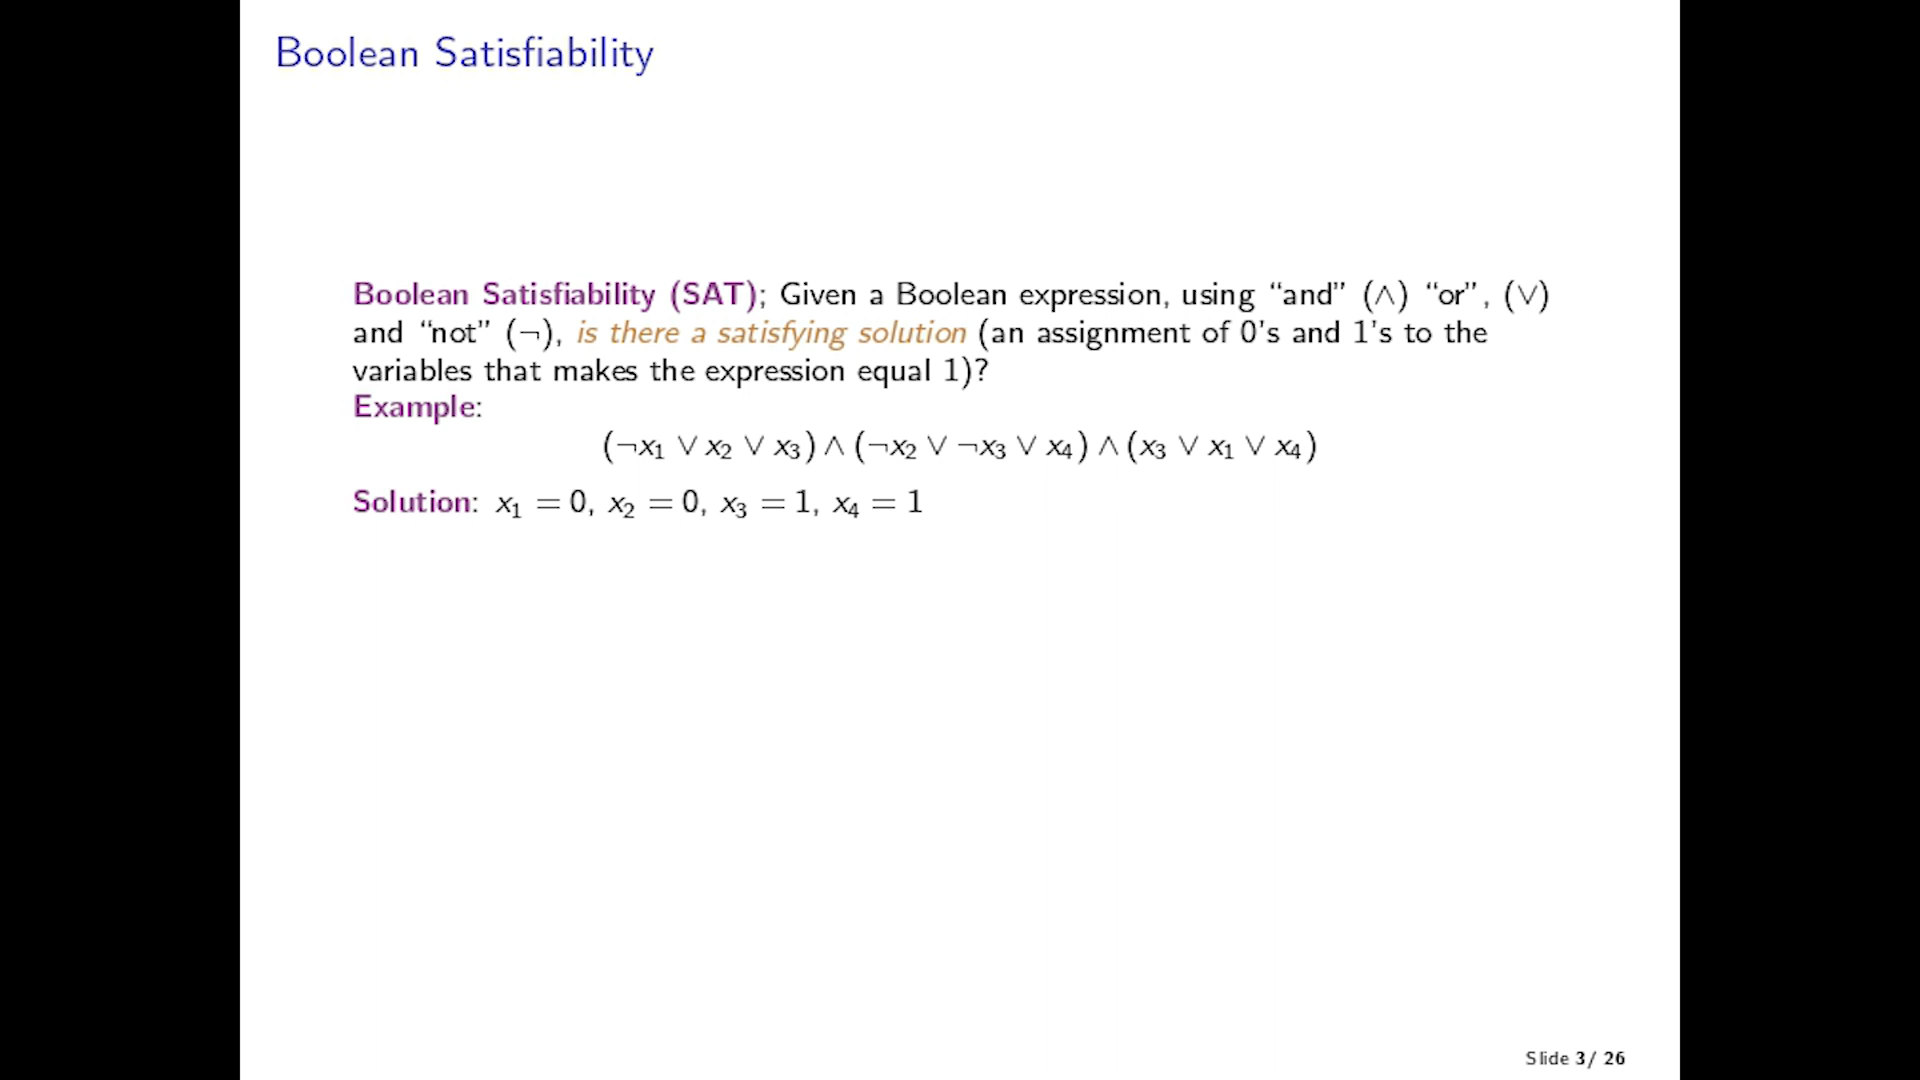 Boolean Satisfiability
Boolean Satisfiability (SAT); Given a Boolean expression, using “and” (∧) “or”, (∨)
and “not” (¬), is there a satisfying solution (an assignment of 0’s and 1’s to the
variables that makes the expression equal 1)?
Example:
(¬x₁ ∨ x₂ ∨ x₃) ∧ (¬x₂ ∨ ¬x₃ ∨ x₄) ∧ (x₃ ∨ x₁ ∨ x₄)
Solution: x₁ = 0, x₂ = 0, x₃ = 1, x₄ = 1
Slide 3/ 26